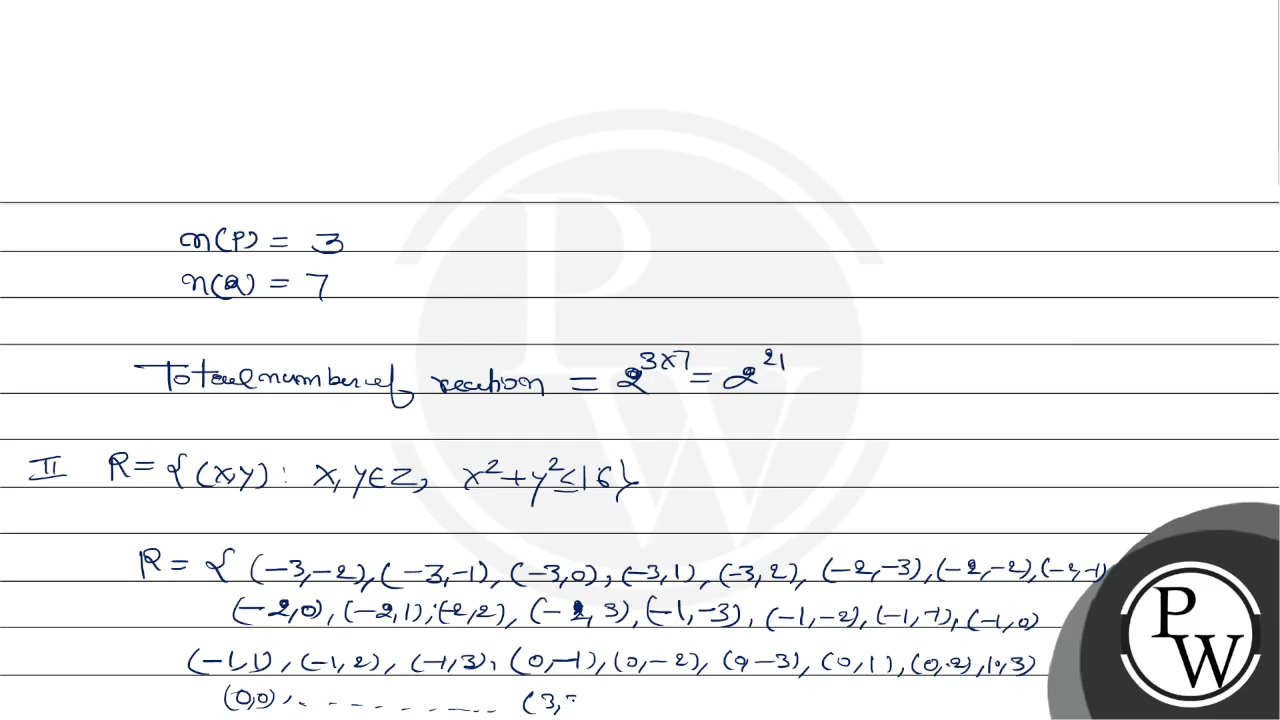 n(P) = 3
n(Q) = 7
Total number of reation = 2^{3×7} = 2^{21}
II R = {(x,y) : x, y ∈ Z, x²+y² ≤ 16}
R = { (-3,-2), (-3,-1), (-3,0), (-3,1), (-3,2), (-2,-3), (-2,-2), (-2,-1)
(-2,0), (-2,1), (-2,2), (-2,3), (-1,-3), (-1,-2), (-1,-1), (-1,0)
(-1,1), (-1,2), (-1,3), (0,-1), (0,-2), (0,-3), (0,1), (0,2), (0,3)
(0,0), - - - - - - - - (3,
P
W